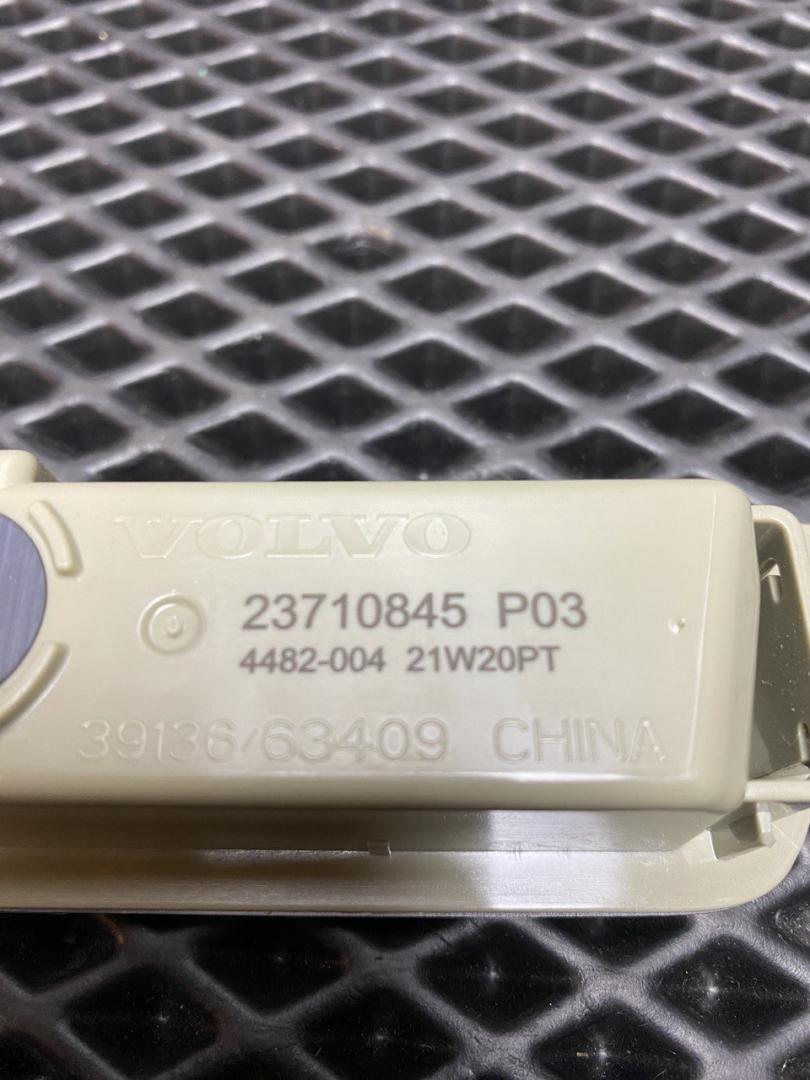 VOLVO
23710845 P03
4482-004 21W20PT
39136/63409 CHINA